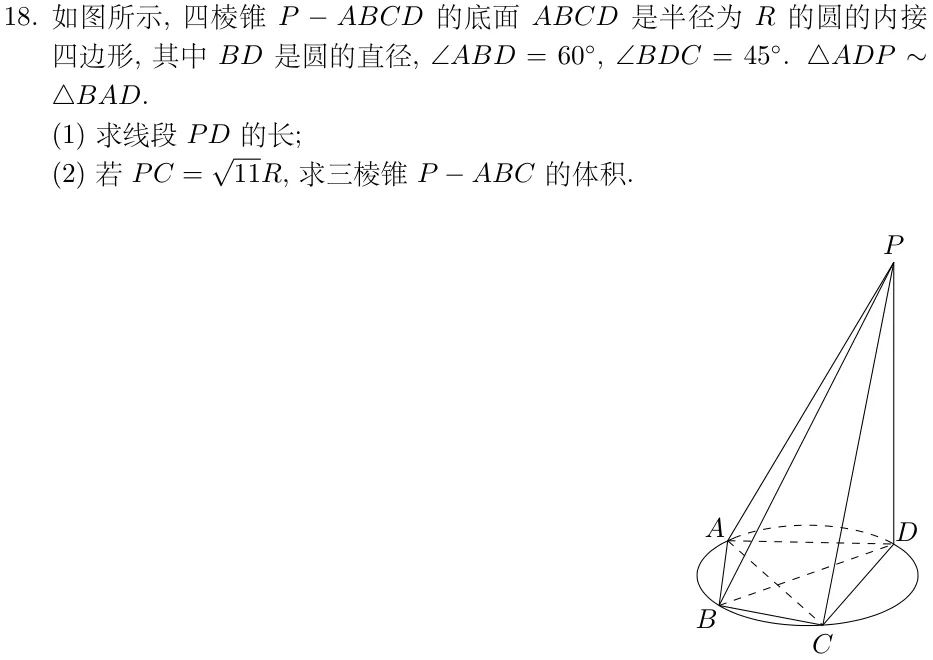 18. 如图所示, 四棱锥 P − ABCD 的底面 ABCD 是半径为 R 的圆的内接
四边形, 其中 BD 是圆的直径, ∠ABD = 60°, ∠BDC = 45°. △ADP ∼
△BAD.
(1) 求线段 PD 的长;
(2) 若 PC = √11R, 求三棱锥 P − ABC 的体积.
P
A
D
B
C